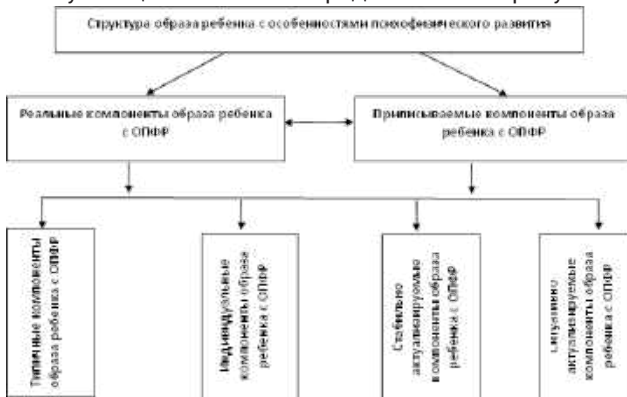 Структура образа ребенка с особенностями психофизического развития
Реальные компоненты образа ребенка
с ОПФР
Приписываемые компоненты образа
ребенка с ОПФР
Типичные компоненты
образа ребенка с ОПФР
Индивидуальные
компоненты образа
ребенка с ОПФР
Стабильно
актуализируемые
компоненты образа
ребенка с ОПФР
Ситуативно
актуализируемые
компоненты образа
ребенка с ОПФР